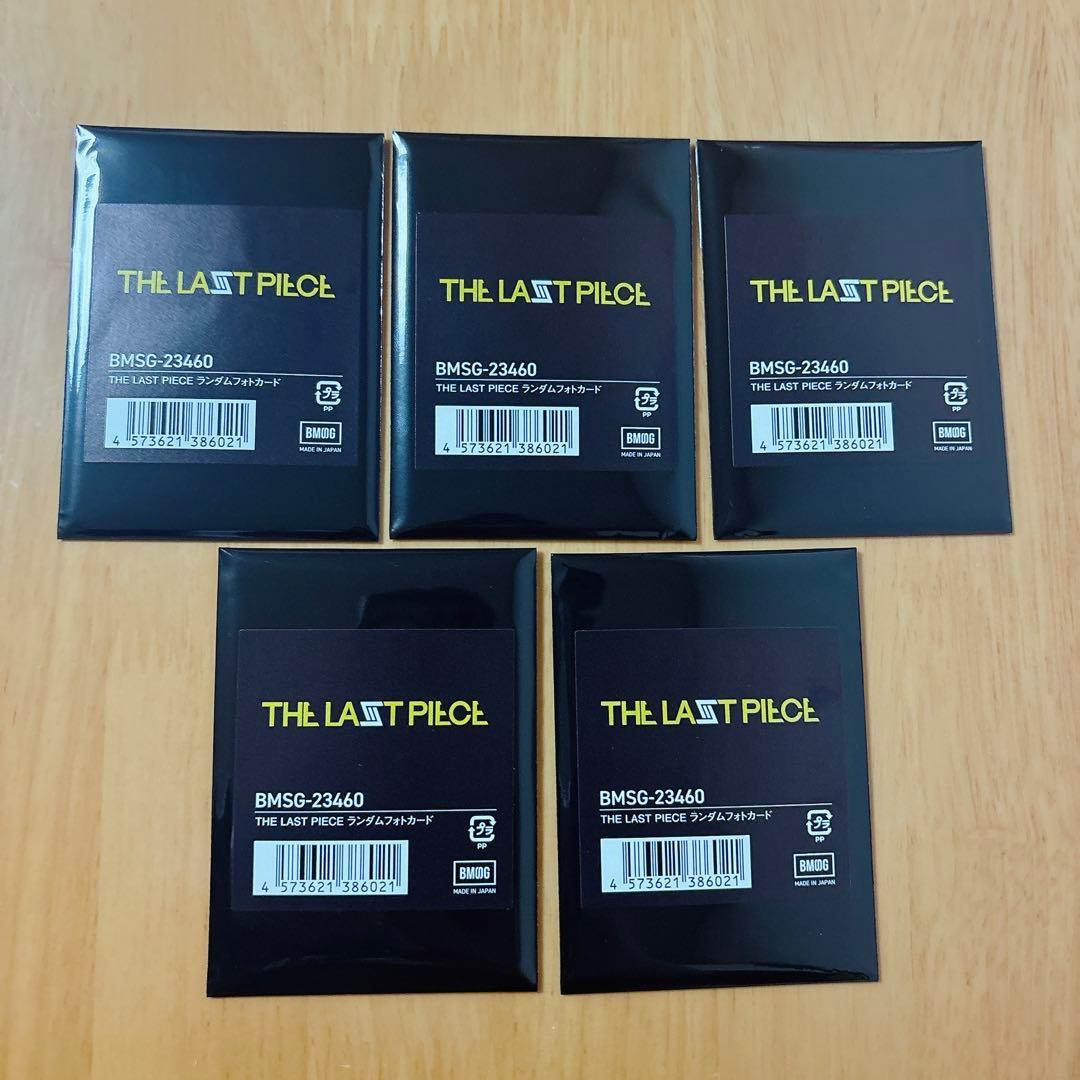 THE LAST PIECE
BMSG-23460
THE LAST PIECE ランダムフォトカード
プラ
PP
4 573621 386021
BMSG
MADE IN JAPAN
THE LAST PIECE
BMSG-23460
THE LAST PIECE ランダムフォトカード
プラ
PP
4 573621 386021
BMSG
MADE IN JAPAN
THE LAST PIECE
BMSG-23460
THE LAST PIECE ランダムフォトカード
プラ
PP
4 573621 386021
BMSG
MADE IN JAPAN
THE LAST PIECE
BMSG-23460
THE LAST PIECE ランダムフォトカード
プラ
PP
4 573621 386021
BMSG
MADE IN JAPAN
THE LAST PIECE
BMSG-23460
THE LAST PIECE ランダムフォトカード
プラ
PP
4 573621 386021
BMSG
MADE IN JAPAN